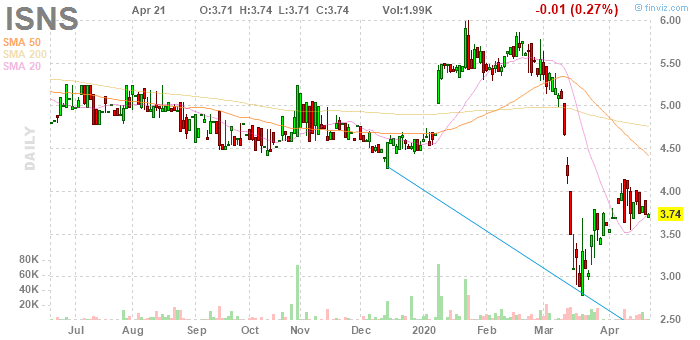 ISNS Apr 21 O:3.71 H:3.74 L:3.71 C:3.74 Vol:1.99K -0.01 (0.27%) © finviz.com
SMA 50
SMA 200
SMA 20
DAILY
6.00
5.50
5.00
4.50
4.00
3.74
3.50
3.00
2.50
80K
60K
40K
20K
Jul Aug Sep Oct Nov Dec 2020 Feb Mar Apr